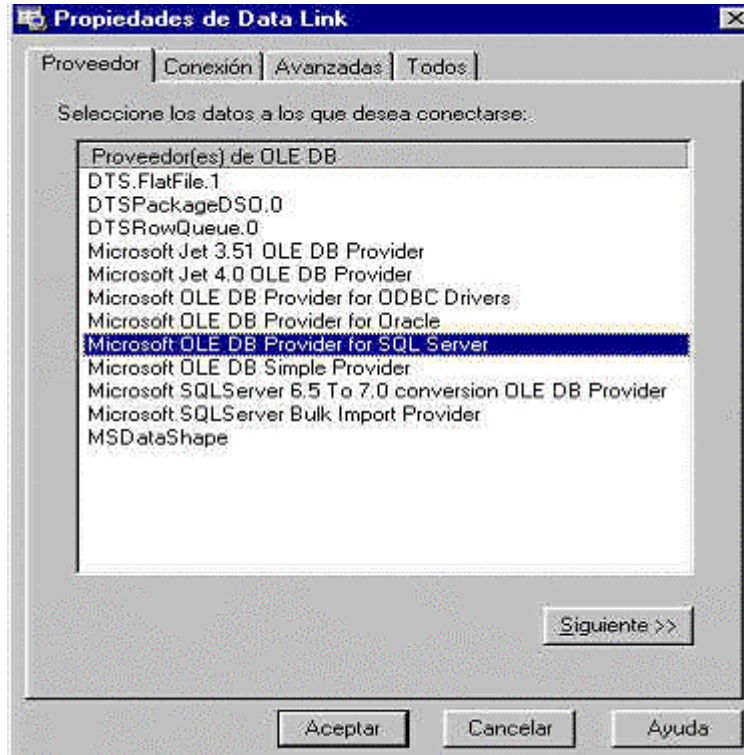 Propiedades de Data Link
Proveedor Conexión Avanzadas Todos
Seleccione los datos a los que desea conectarse:
Proveedor(es) de OLE DB
DTS.FlatFile.1
DTSPackageDSO.0
DTSRowQueue.0
Microsoft Jet 3.51 OLE DB Provider
Microsoft Jet 4.0 OLE DB Provider
Microsoft OLE DB Provider for ODBC Drivers
Microsoft OLE DB Provider for Oracle
Microsoft OLE DB Provider for SQL Server
Microsoft OLE DB Simple Provider
Microsoft SQLServer 6.5 To 7.0 conversion OLE DB Provider
Microsoft SQLServer Bulk Import Provider
MSDataShape
Siguiente >>
Aceptar Cancelar Ayuda